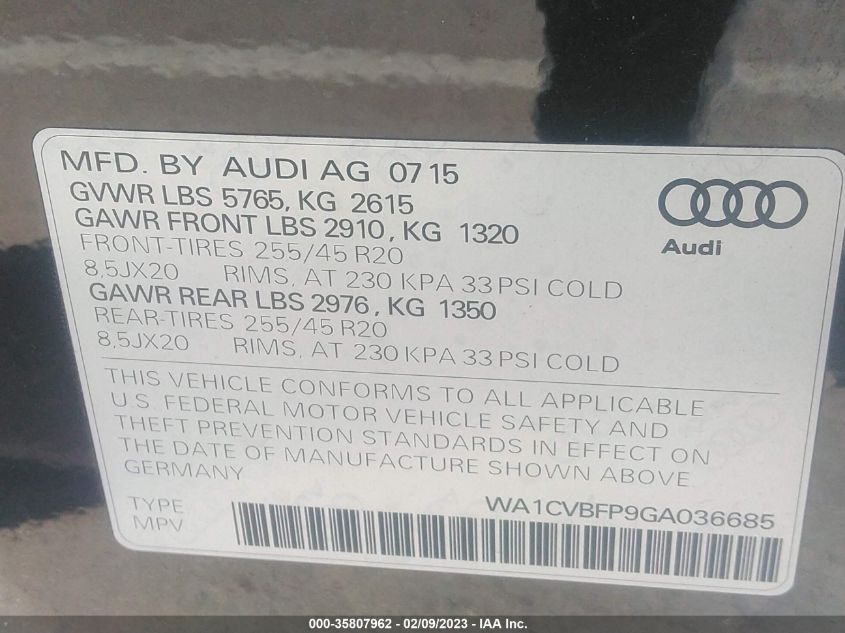 MFD. BY AUDI AG 07 15
GVWR LBS 5765, KG 2615
GAWR FRONT LBS 2910, KG 1320
FRONT-TIRES 255/45 R20
8,5JX20 RIMS, AT 230 KPA 33 PSI COLD
GAWR REAR LBS 2976, KG 1350
REAR-TIRES 255/45 R20
8,5JX20 RIMS, AT 230 KPA 33 PSI COLD
Audi
THIS VEHICLE CONFORMS TO ALL APPLICABLE
U.S. FEDERAL MOTOR VEHICLE SAFETY AND
THEFT PREVENTION STANDARDS IN EFFECT ON
THE DATE OF MANUFACTURE SHOWN ABOVE
GERMANY
TYPE
MPV
WA1CVBFP9GA036685
000-35807962 - 02/09/2023 - IAA Inc.